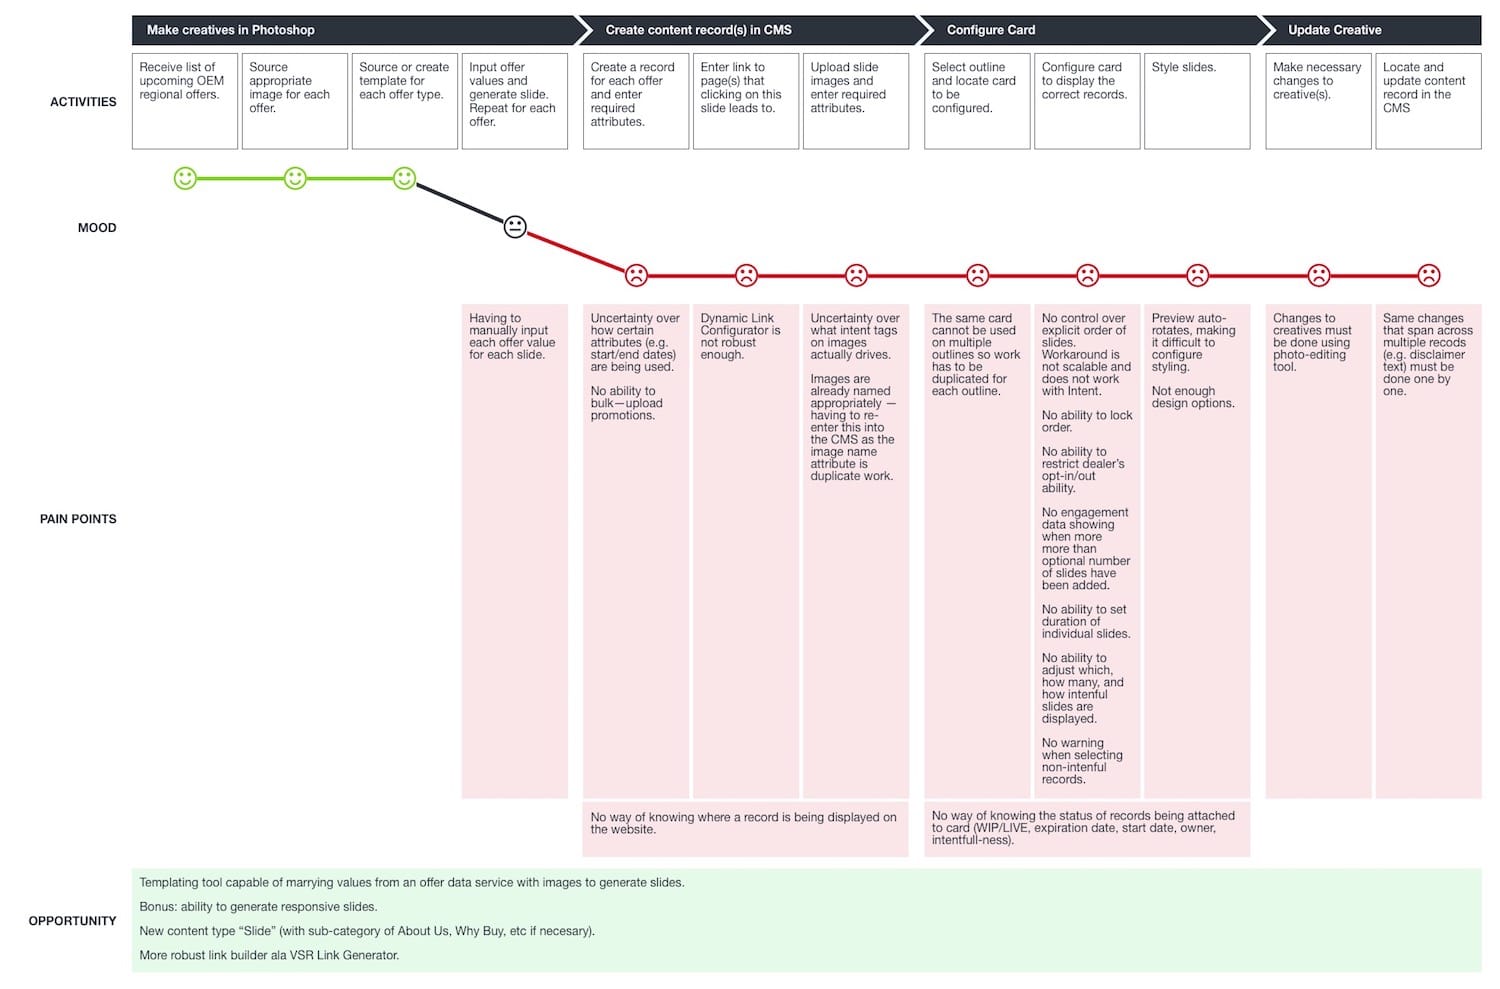 Make creatives in Photoshop
Create content record(s) in CMS
Configure Card
Update Creative
ACTIVITIES
Receive list of
upcoming OEM
regional offers.
Source
appropriate
image for each
offer.
Source or create
template for
each offer type.
Input offer
values and
generate slide.
Repeat for each
offer.
Create a record
for each offer
and enter
required
attributes.
Enter link to
page(s) that
clicking on this
slide leads to.
Upload slide
images and
enter required
attributes.
Select outline
and locate card
to be
configured.
Configure card
to display the
correct records.
Style slides.
Make necessary
changes to
creative(s).
Locate and
update content
record in the
CMS
MOOD
PAIN POINTS
Having to
manually input
each offer value
for each slide.
Uncertainty over
how certain
attributes (e.g.
start/end dates)
are being used.
No ability to
bulk—upload
promotions.
Dynamic Link
Configurator is
not robust
enough.
Uncertainty over
what intent tags
on images
actually drives.
Images are
already named
appropriately —
having to re-
enter this into
the CMS as the
image name
attribute is
duplicate work.
The same card
cannot be used
on multiple
outlines so work
has to be
duplicated for
each outline.
No control over
explicit order of
slides.
Workaround is
not scalable and
does not work
with Intent.
No ability to lock
order.
No ability to
restrict dealer's
opt-in/out
ability.
No engagement
data showing
when more
more than
optional number
of slides have
been added.
No ability to set
duration of
individual slides.
No ability to
adjust which,
how many, and
how intenful
slides are
displayed.
No warning
when selecting
non-intenful
records.
Preview auto-
rotates, making
it difficult to
configure
styling.
Not enough
design options.
Changes to
creatives must
be done using
photo-editing
tool.
Same changes
that span across
multiple recods
(e.g. disclaimer
text) must be
done one by
one.
No way of knowing where a record is being displayed on
the website.
No way of knowing the status of records being attached
to card (WIP/LIVE, expiration date, start date, owner,
intentfull-ness).
OPPORTUNITY
Templating tool capable of marrying values from an offer data service with images to generate slides.
Bonus: ability to generate responsive slides.
New content type “Slide” (with sub-category of About Us, Why Buy, etc if necesary).
More robust link builder ala VSR Link Generator.